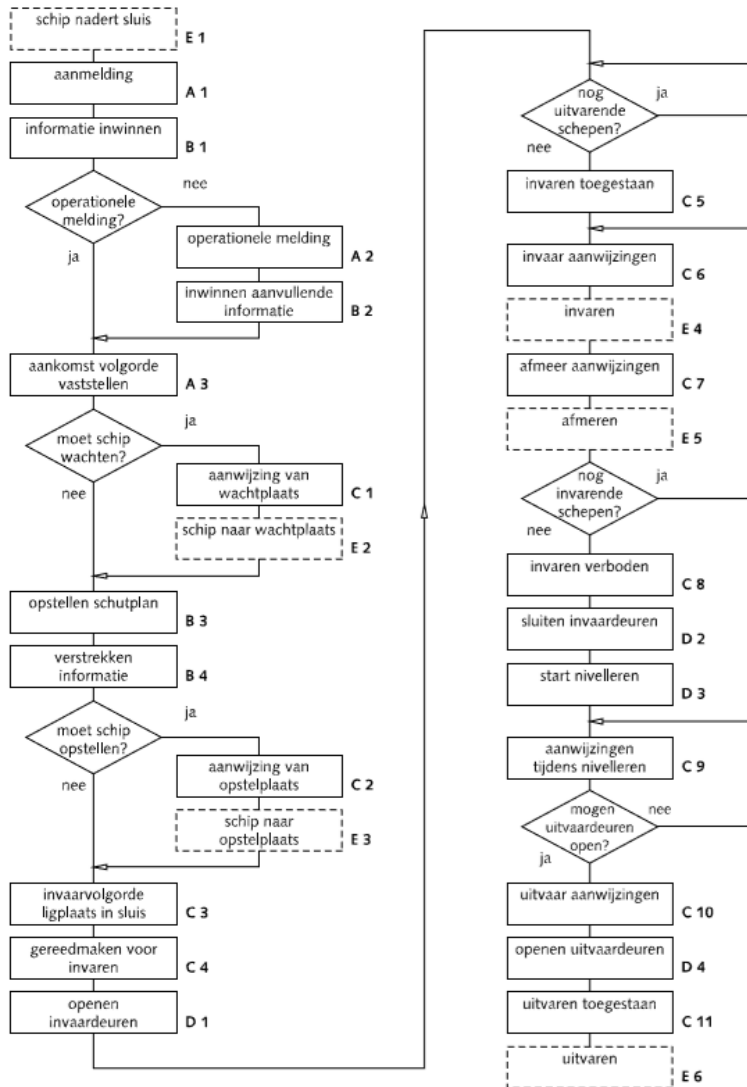 schip nadert sluis
E 1
aanmelding
A 1
informatie inwinnen
B 1
operationele
melding?
nee
ja
operationele melding
A 2
inwinnen aanvullende
informatie
B 2
aankomst volgorde
vaststellen
A 3
moet schip
wachten?
ja
nee
aanwijzing van
wachtplaats
C 1
schip naar wachtplaats
E 2
opstellen schutplan
B 3
verstrekken
informatie
B 4
moet schip
opstellen?
ja
nee
aanwijzing van
opstelplaats
C 2
schip naar
opstelplaats
E 3
invaarvolgorde
ligplaats in sluis
C 3
gereedmaken voor
invaren
C 4
openen
invaardeuren
D 1
nog
uitvarende
schepen?
ja
nee
invaren toegestaan
C 5
invaar aanwijzingen
C 6
invaren
E 4
afmeer aanwijzingen
C 7
afmeren
E 5
nog
invarende
schepen?
ja
nee
invaren verboden
C 8
sluiten invaardeuren
D 2
start nivelleren
D 3
aanwijzingen
tijdens nivelleren
C 9
mogen
uitvaardeuren
open?
nee
ja
uitvaar aanwijzingen
C 10
openen uitvaardeuren
D 4
uitvaren toegestaan
C 11
uitvaren
E 6